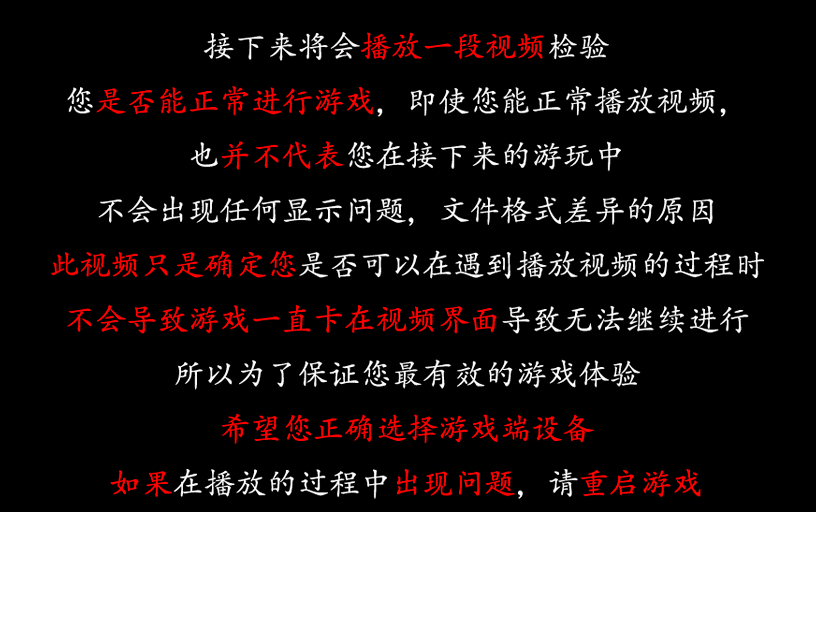 接下来将会播放一段视频检验
您是否能正常进行游戏，即使您能正常播放视频，
也并不代表您在接下来的游玩中
不会出现任何显示问题，文件格式差异的原因
此视频只是确定您是否可以在遇到播放视频的过程时
不会导致游戏一直卡在视频界面导致无法继续进行
所以为了保证您最有效的游戏体验
希望您正确选择游戏端设备
如果在播放的过程中出现问题，请重启游戏